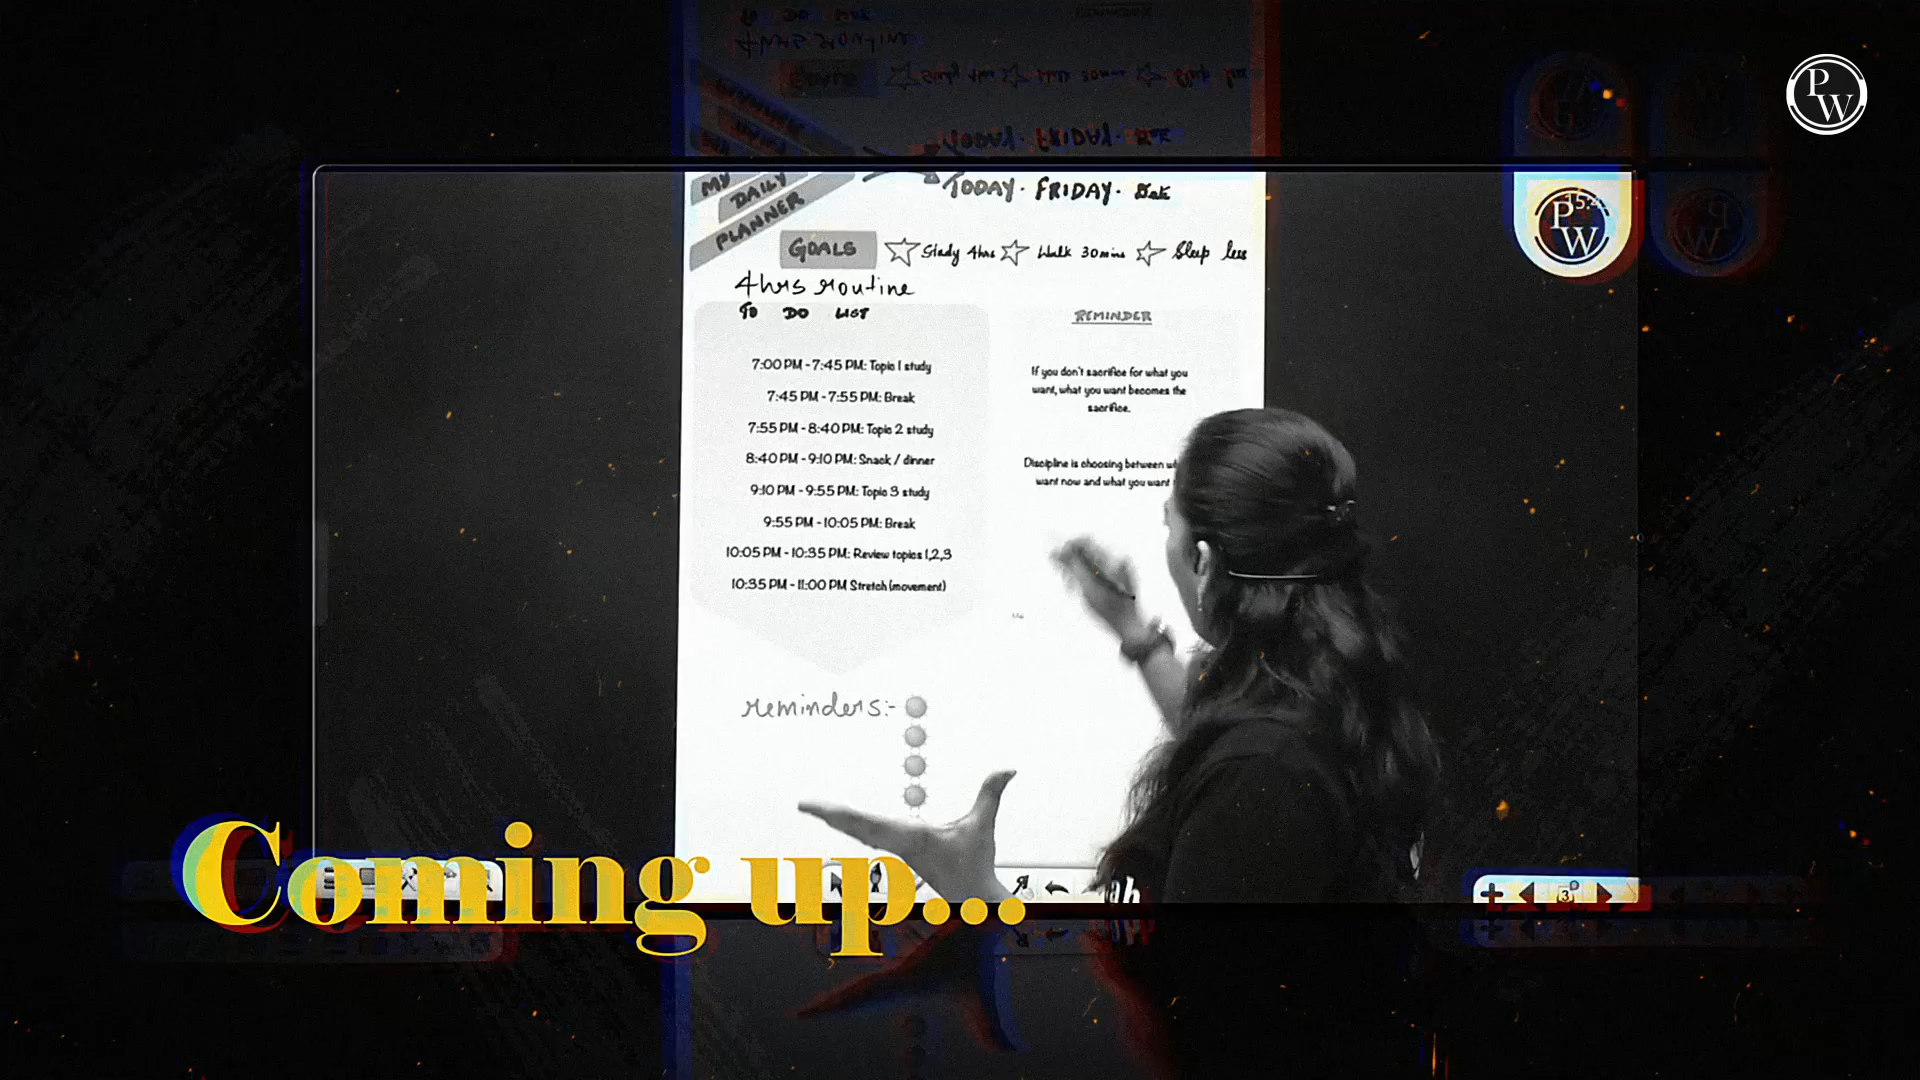 PW
MY
DAILY
PLANNER
TODAY. FRIDAY. Date
GOALS Study 4hrs Walk 30mins Sleep less
4hrs routine
TO DO LIST
7:00 PM - 7:45 PM: Topic 1 study
7:45 PM - 7:55 PM: Break
7:55 PM - 8:40 PM: Topic 2 study
8:40 PM - 9:10 PM: Snack / dinner
9:10 PM - 9:55 PM: Topic 3 study
9:55 PM - 10:05 PM: Break
10:05 PM - 10:35 PM: Review topics 1,2,3
10:35 PM - 11:00 PM Stretch (movement)
REMINDER
If you don't sacrifice for what you
want, what you want becomes the
sacrifice.
Discipline is choosing between
want now and what you want
reminders:-
PW
Coming up...
3